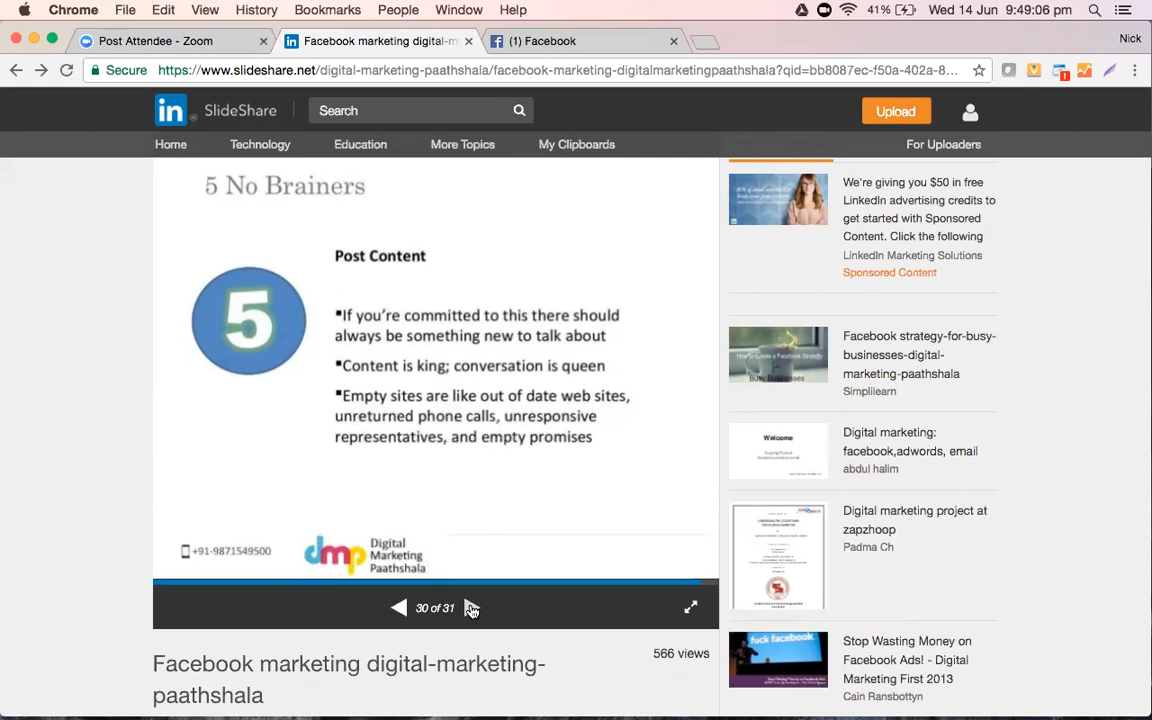 Chrome File Edit View History Bookmarks People Window Help 41% Wed 14 Jun 9:49:06 pm
Post Attendee - Zoom
Facebook marketing digital-m
(1) Facebook
Nick
Secure https://www.slideshare.net/digital-marketing-paathshala/facebook-marketing-digitalmarketingpaathshala?qid=bb8087ec-f50a-402a-8...
in SlideShare Search Upload
Home Technology Education More Topics My Clipboards For Uploaders
5 No Brainers
5
Post Content
▪If you're committed to this there should
always be something new to talk about
▪Content is king; conversation is queen
▪Empty sites are like out of date web sites,
unreturned phone calls, unresponsive
representatives, and empty promises
+91-9871549500
dmp Digital
Marketing
Paathshala
30 of 31
Facebook marketing digital-marketing-
paathshala
566 views
We're giving you $50 in free
LinkedIn advertising credits to
get started with Sponsored
Content. Click the following
LinkedIn Marketing Solutions
Sponsored Content
Facebook strategy-for-busy-
businesses-digital-
marketing-paathshala
Simplilearn
How to Create a Facebook Strategy
Busy Businesses
Welcome
Digital marketing:
facebook,adwords, email
abdul halim
Digital marketing project at
zapzhoop
Padma Ch
fuck facebook
Stop Wasting Money on
Facebook Ads! - Digital
Marketing First 2013
Cain Ransbottyn